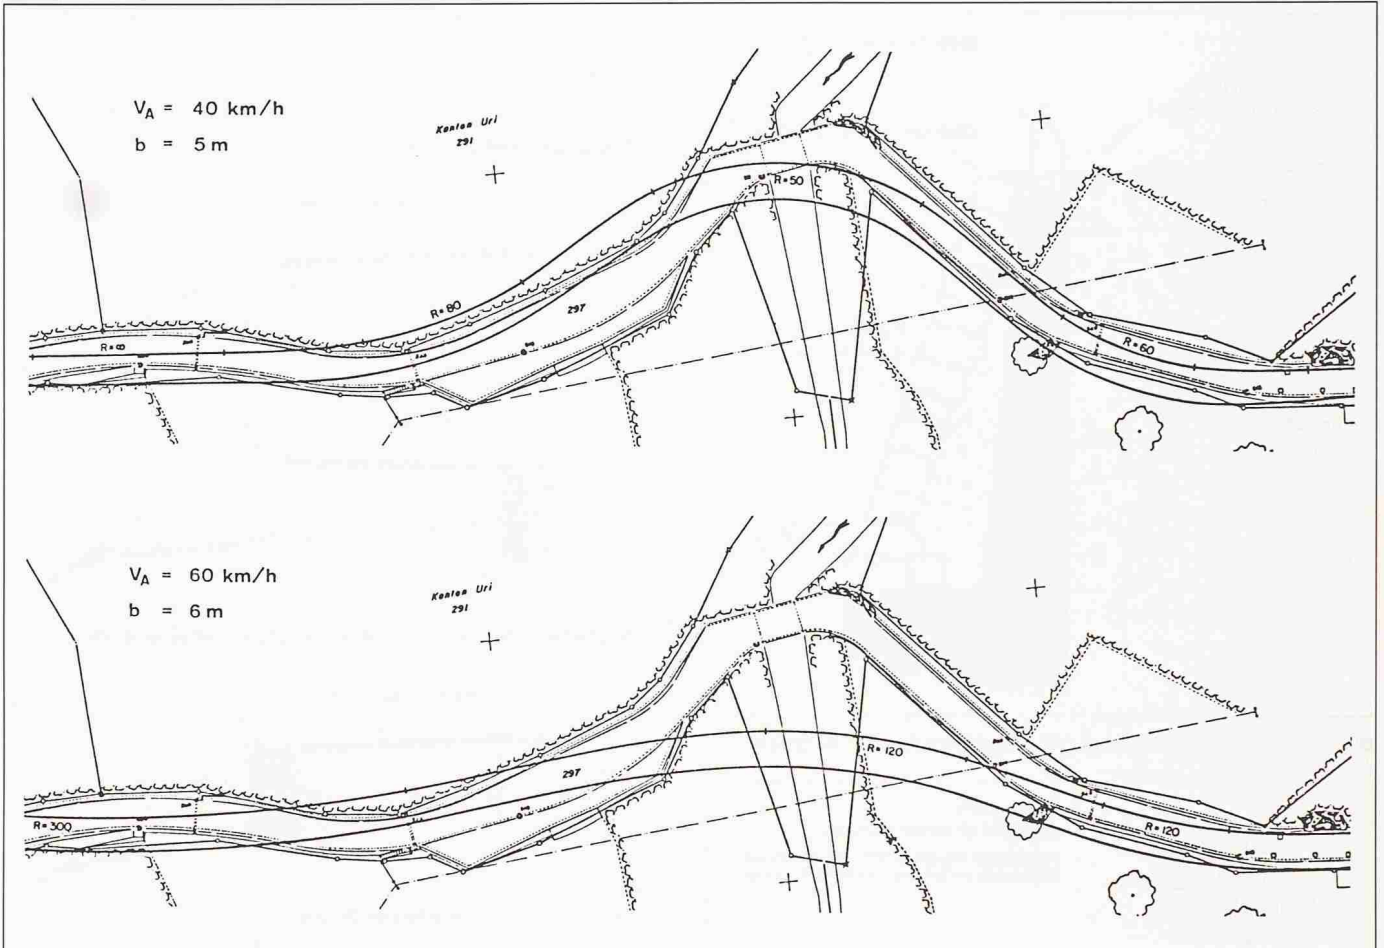 V_A = 40 km/h
b = 5 m
Kanton Uri
291
R=50
R=80
297
R=∞
R=60
V_A = 60 km/h
b = 6 m
Kanton Uri
291
R=120
297
R=300
R=120